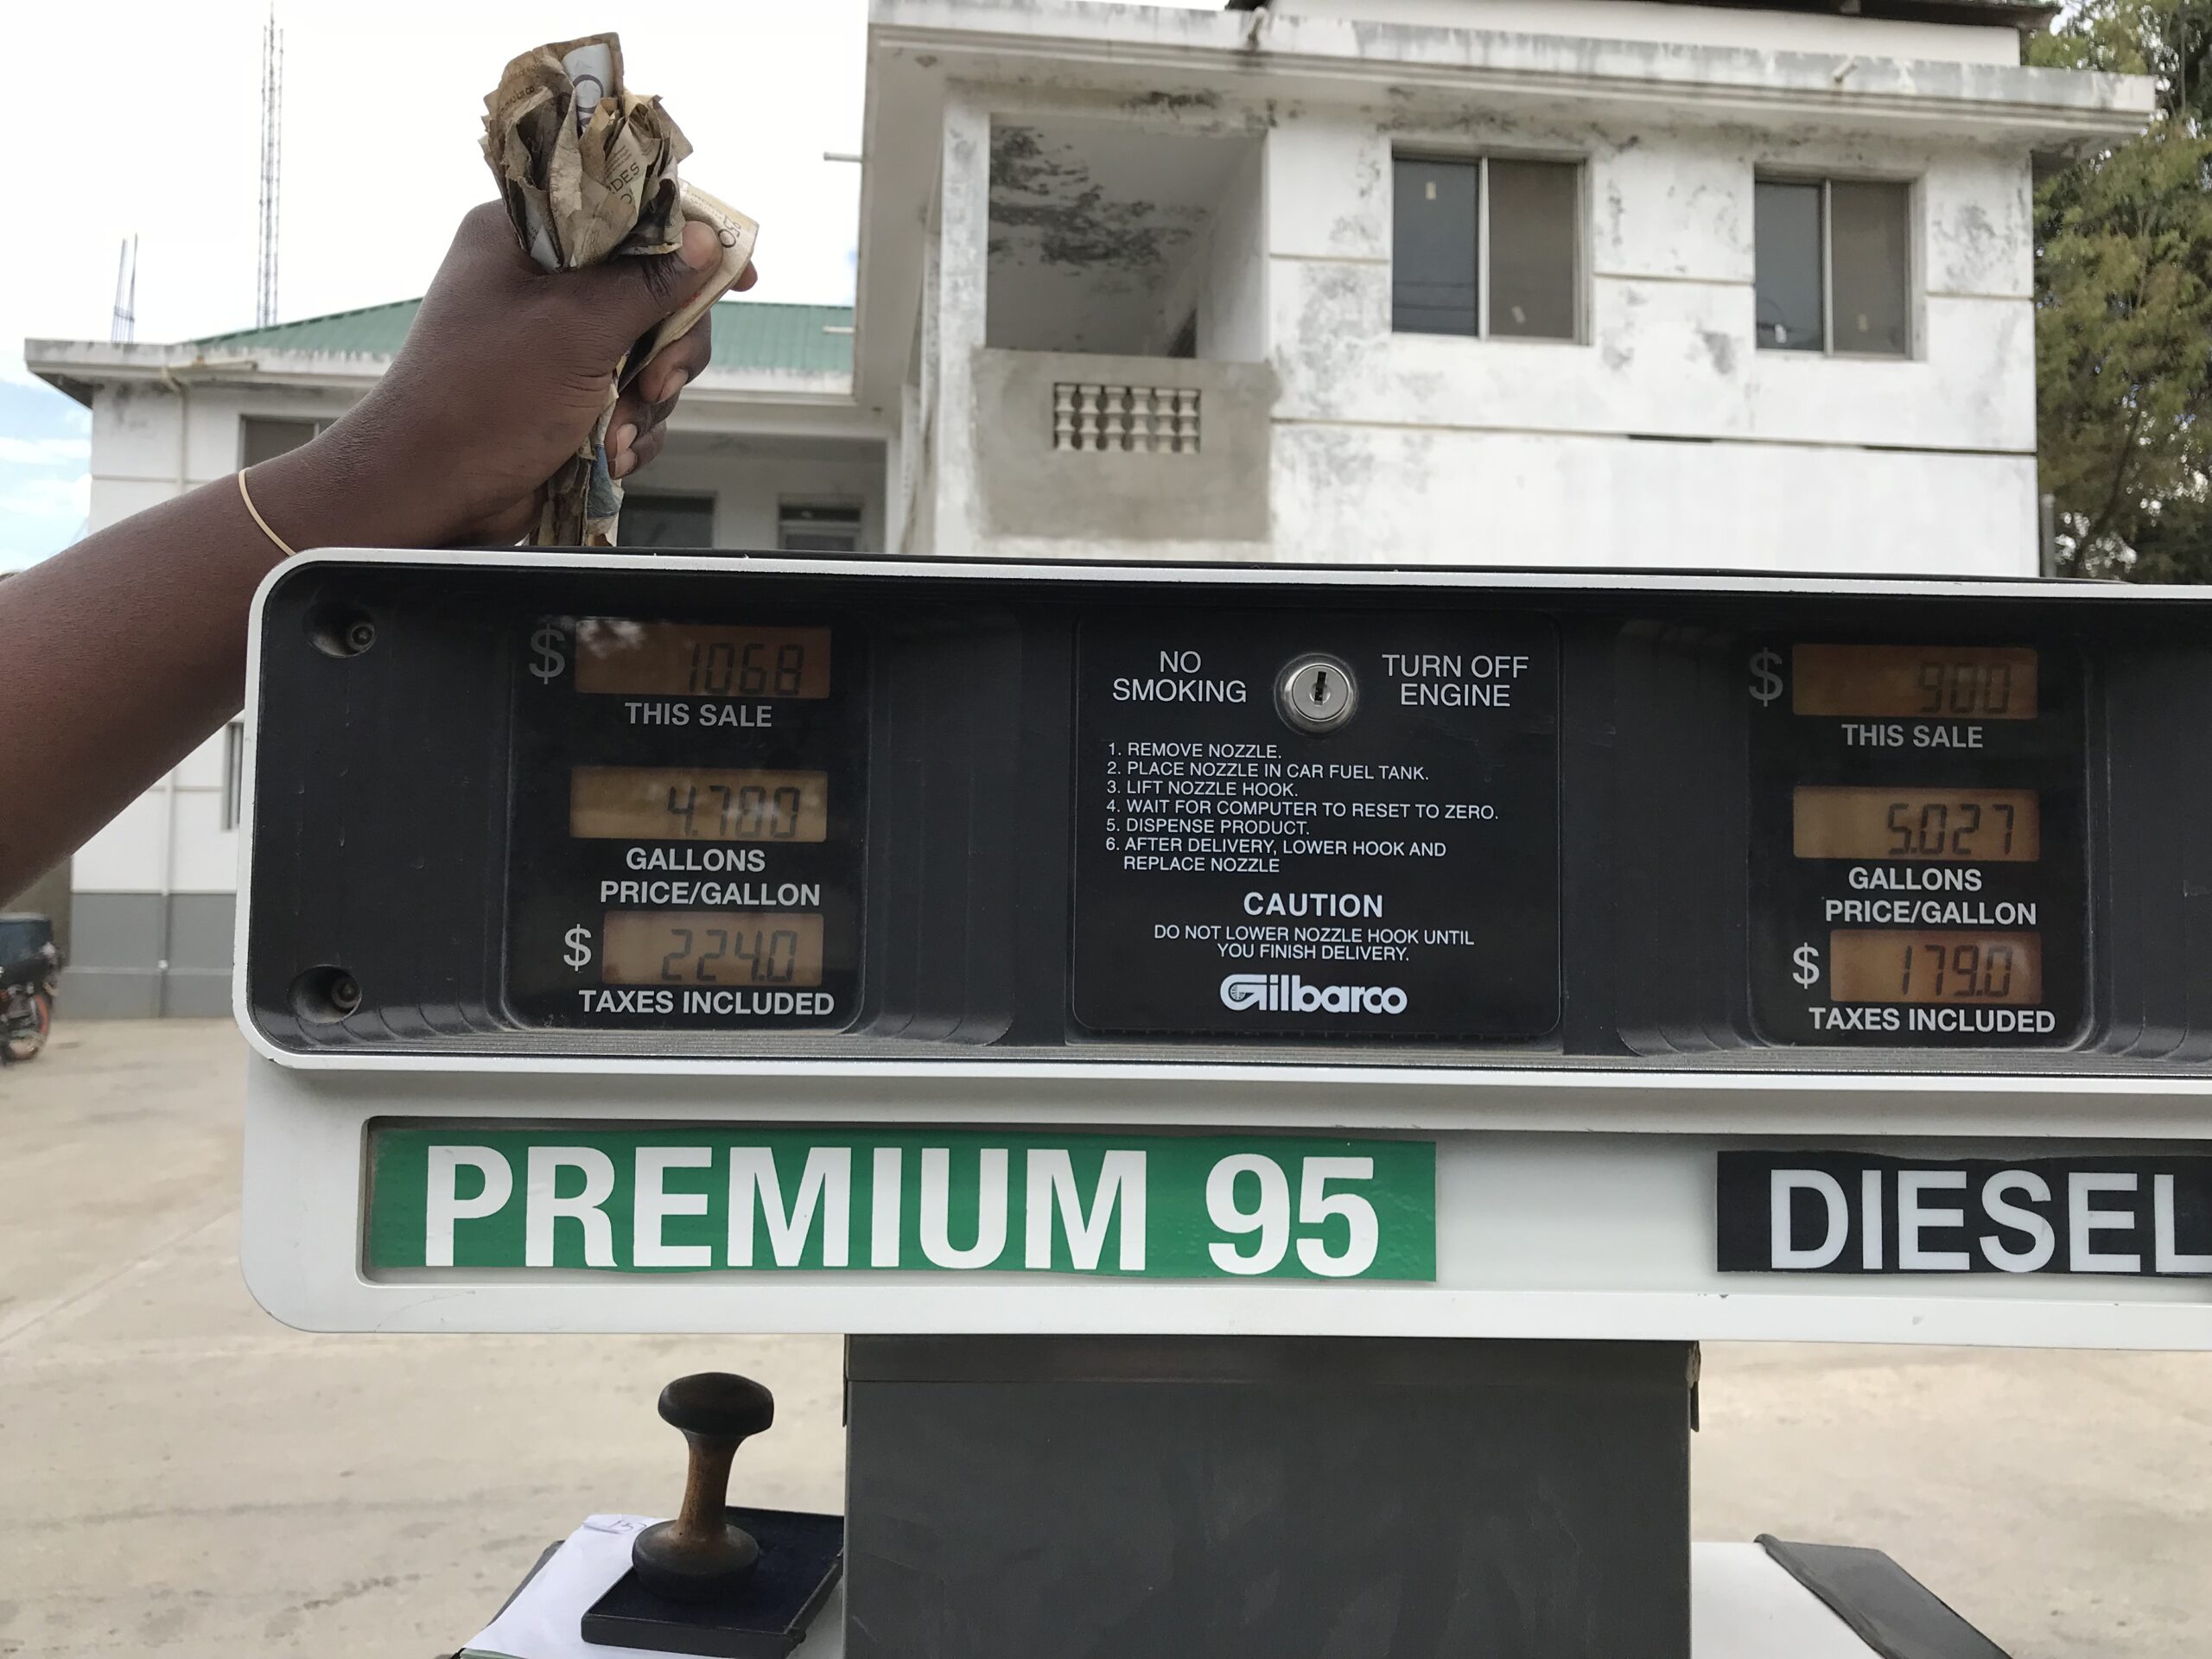 RDES
50
$ 1068
THIS SALE
4.700
GALLONS
PRICE/GALLON
$ 224.0
TAXES INCLUDED
NO
SMOKING
TURN OFF
ENGINE
1. REMOVE NOZZLE.
2. PLACE NOZZLE IN CAR FUEL TANK.
3. LIFT NOZZLE HOOK.
4. WAIT FOR COMPUTER TO RESET TO ZERO.
5. DISPENSE PRODUCT.
6. AFTER DELIVERY, LOWER HOOK AND
REPLACE NOZZLE
CAUTION
DO NOT LOWER NOZZLE HOOK UNTIL
YOU FINISH DELIVERY.
Gilbarco
$ 900
THIS SALE
5.027
GALLONS
PRICE/GALLON
$ 179.0
TAXES INCLUDED
PREMIUM 95
DIESEL